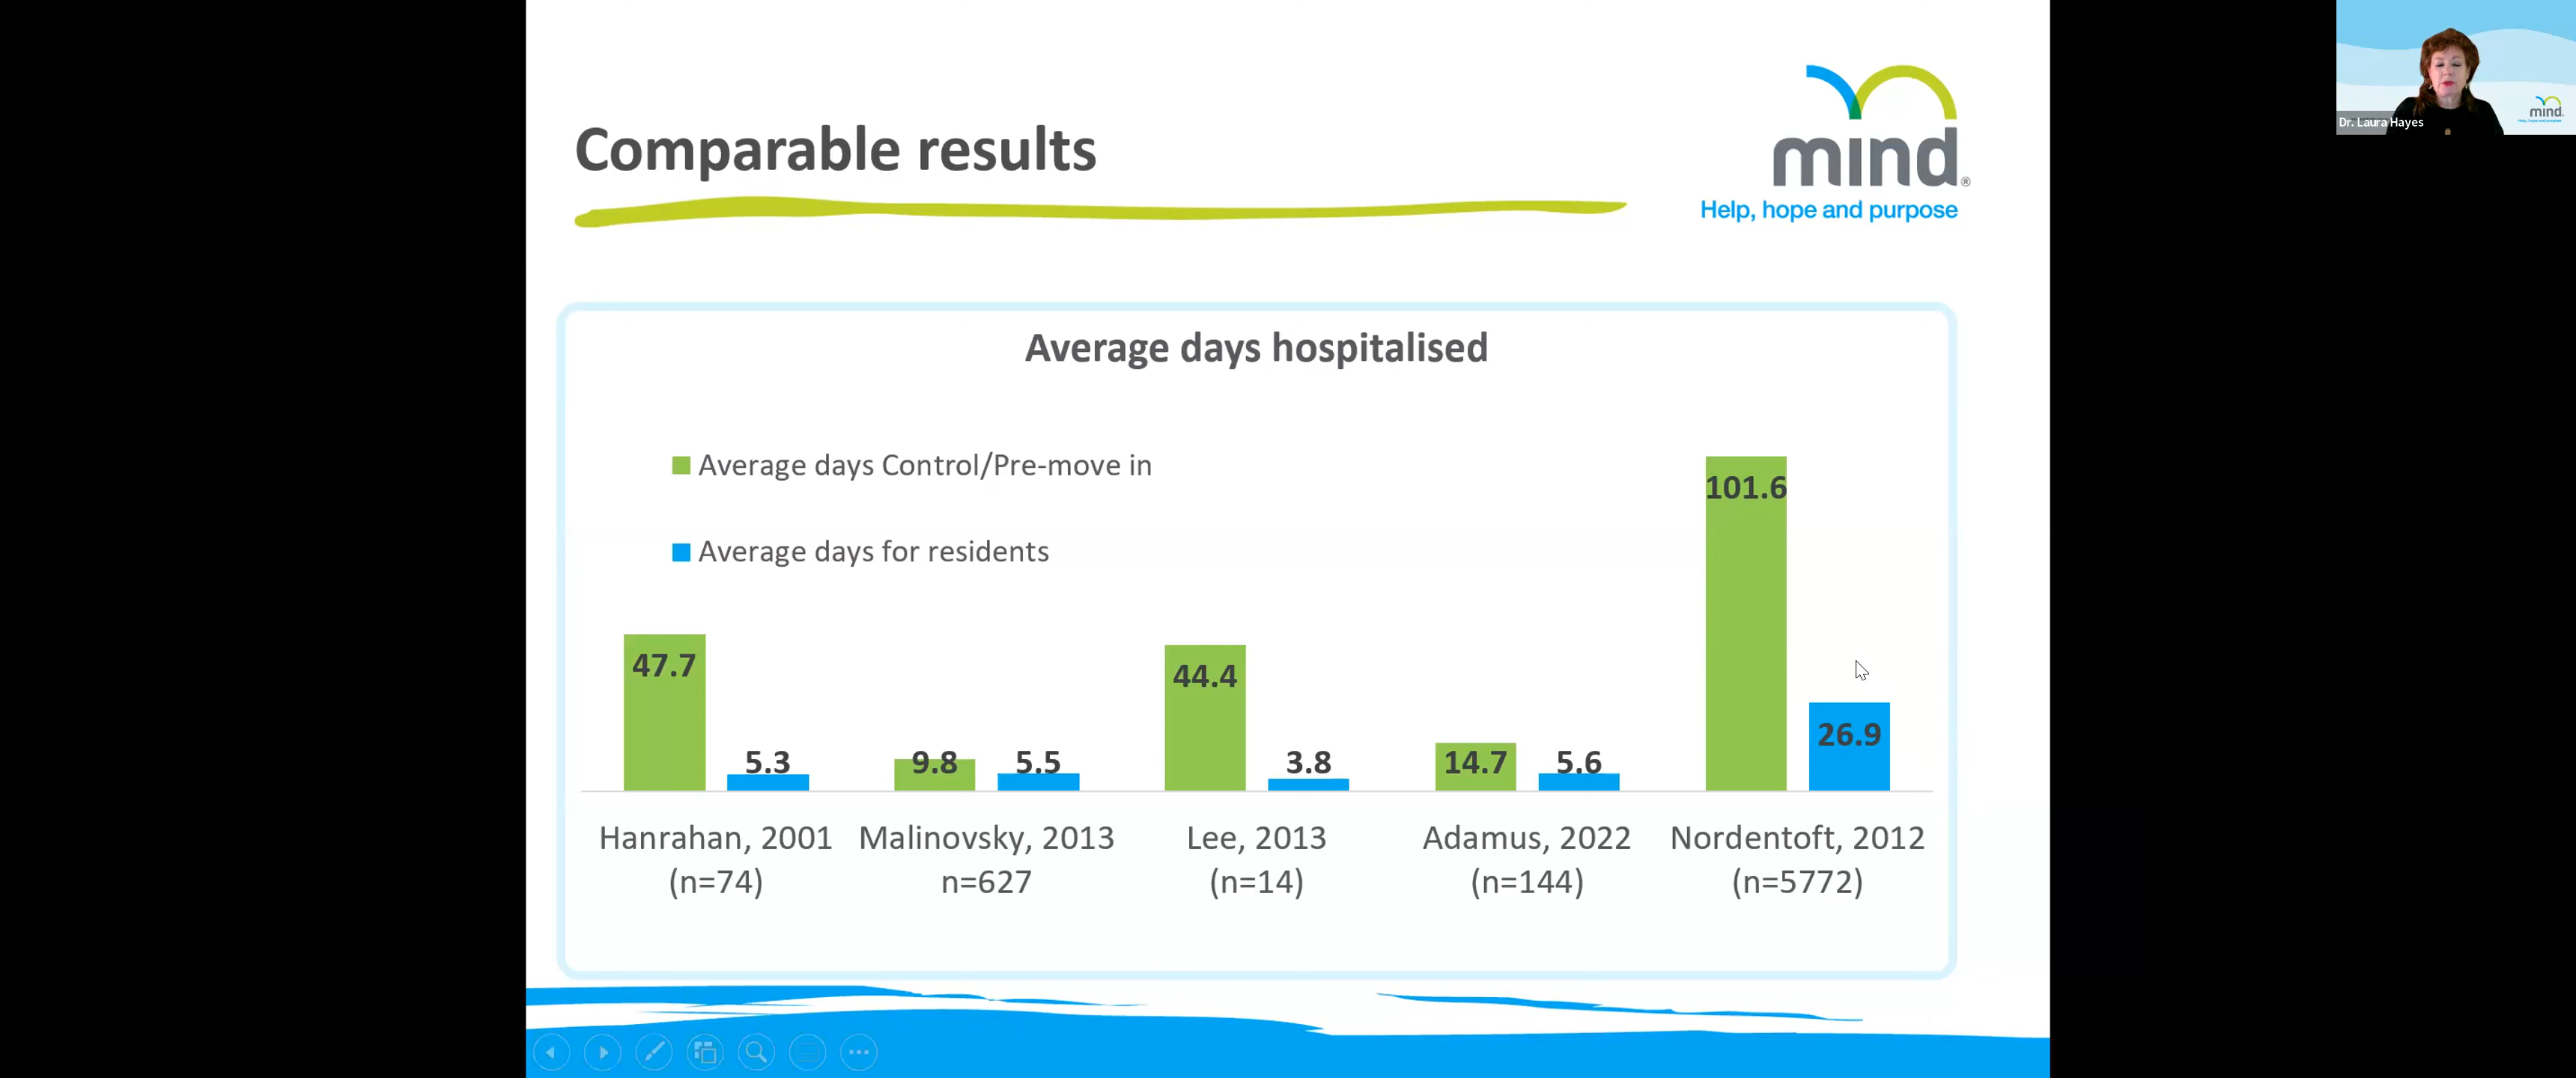 Comparable results
mind®
Help, hope and purpose
Dr. Laura Hayes
mind
Average days hospitalised
Average days Control/Pre-move in
Average days for residents
47.7
5.3
9.8
5.5
44.4
3.8
14.7
5.6
101.6
26.9
Hanrahan, 2001
(n=74)
Malinovsky, 2013
n=627
Lee, 2013
(n=14)
Adamus, 2022
(n=144)
Nordentoft, 2012
(n=5772)